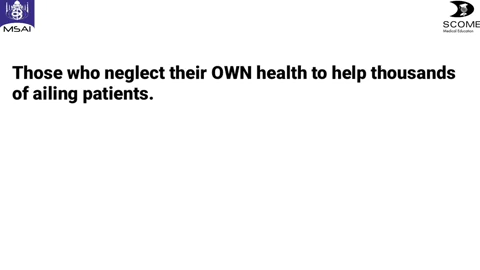 MSAI
SCOME
Medical Education
Those who neglect their OWN health to help thousands
of ailing patients.